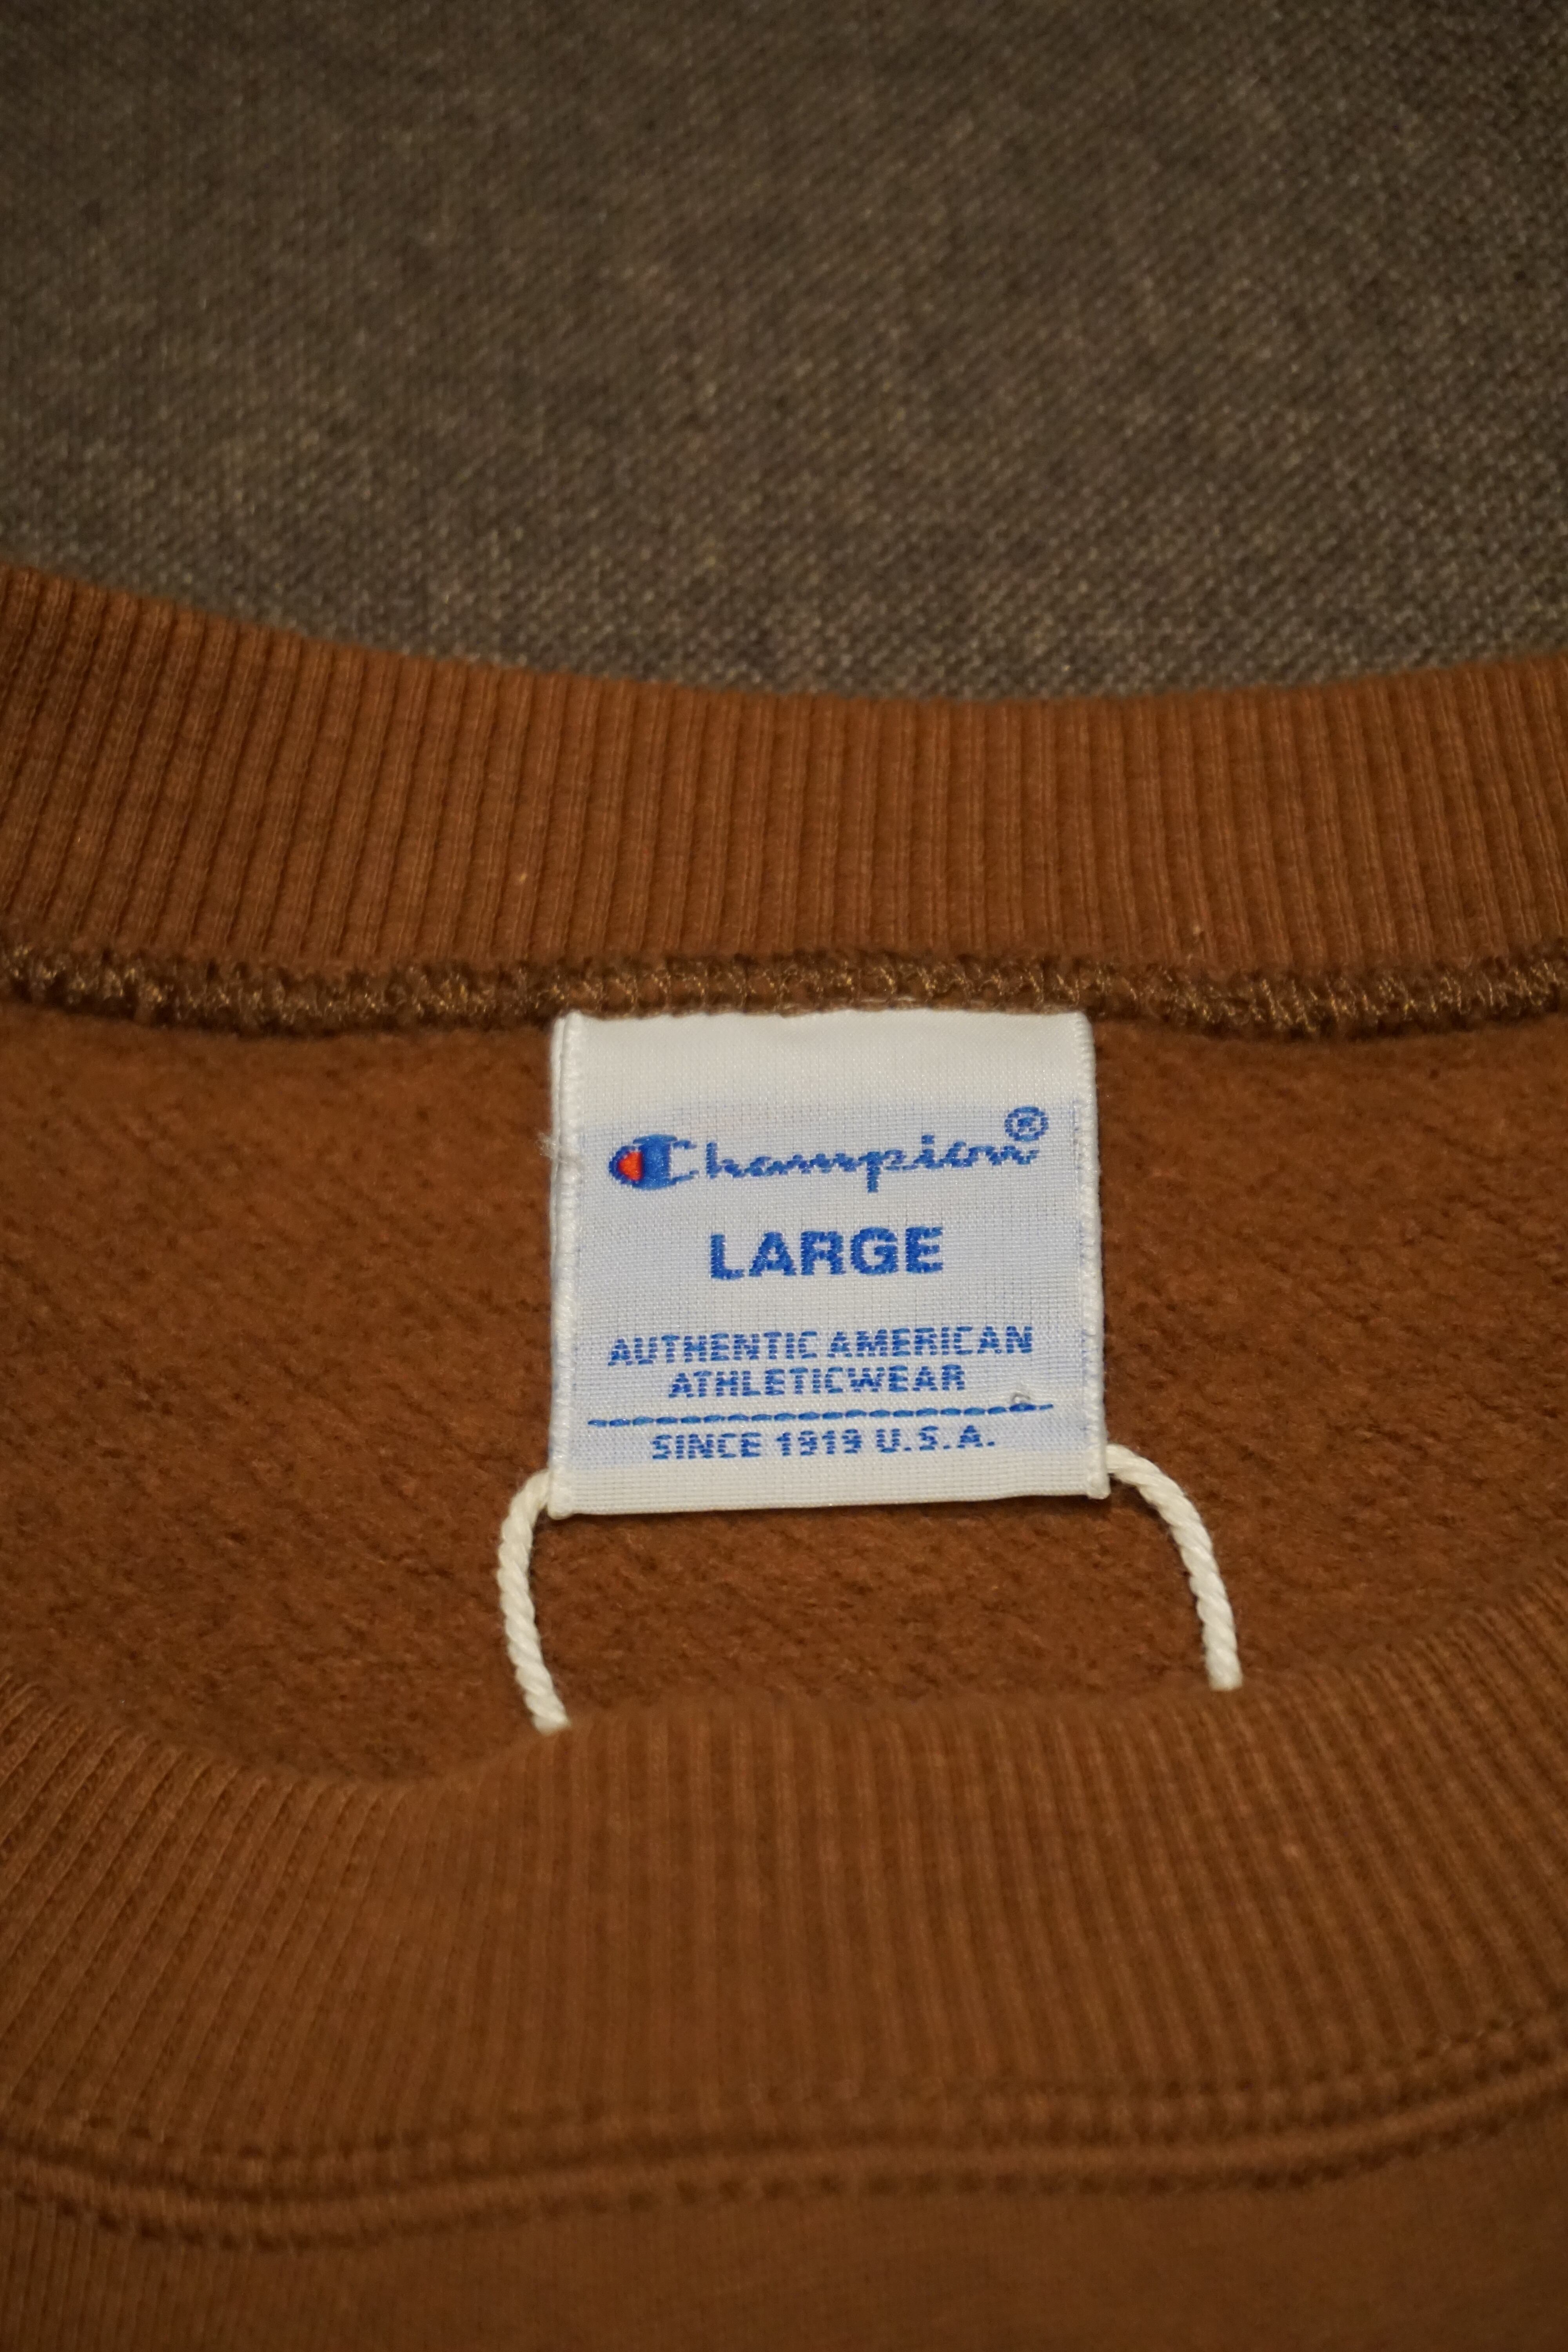 Champion®
LARGE
AUTHENTIC AMERICAN
ATHLETICWEAR
SINCE 1919 U.S.A.